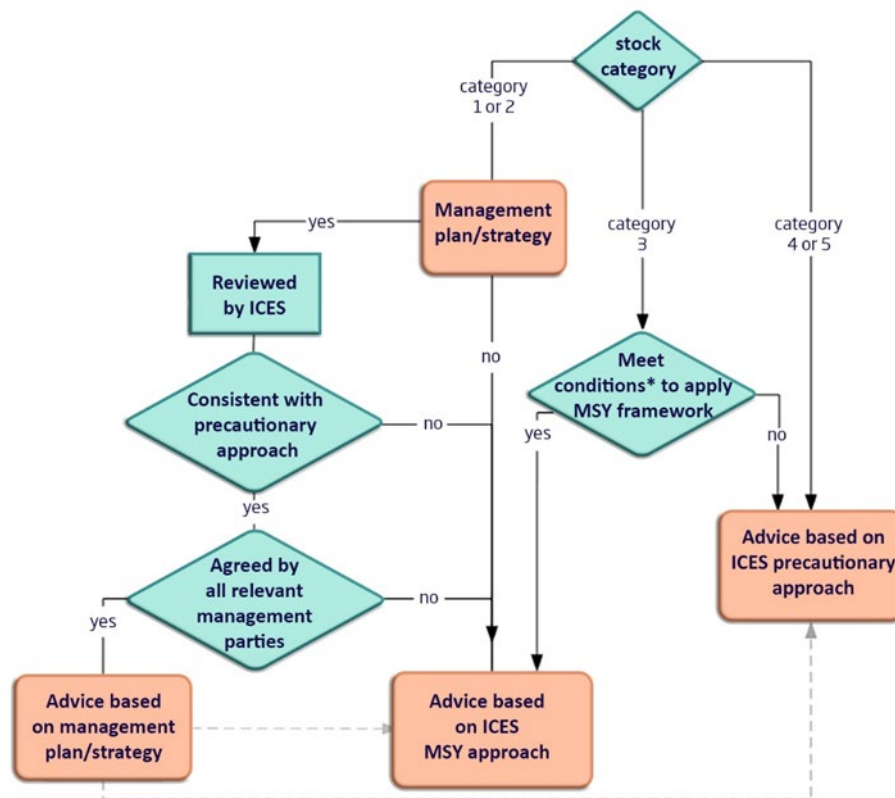 stock
category
category
1 or 2
category
3
category
4 or 5
yes
Management
plan/strategy
Reviewed
by ICES
no
Meet
conditions* to apply
MSY framework
Consistent with
precautionary
approach
no
yes
no
yes
Advice based on
ICES precautionary
approach
Agreed by
all relevant
management
parties
no
yes
Advice based
on management
plan/strategy
Advice based
on ICES
MSY approach